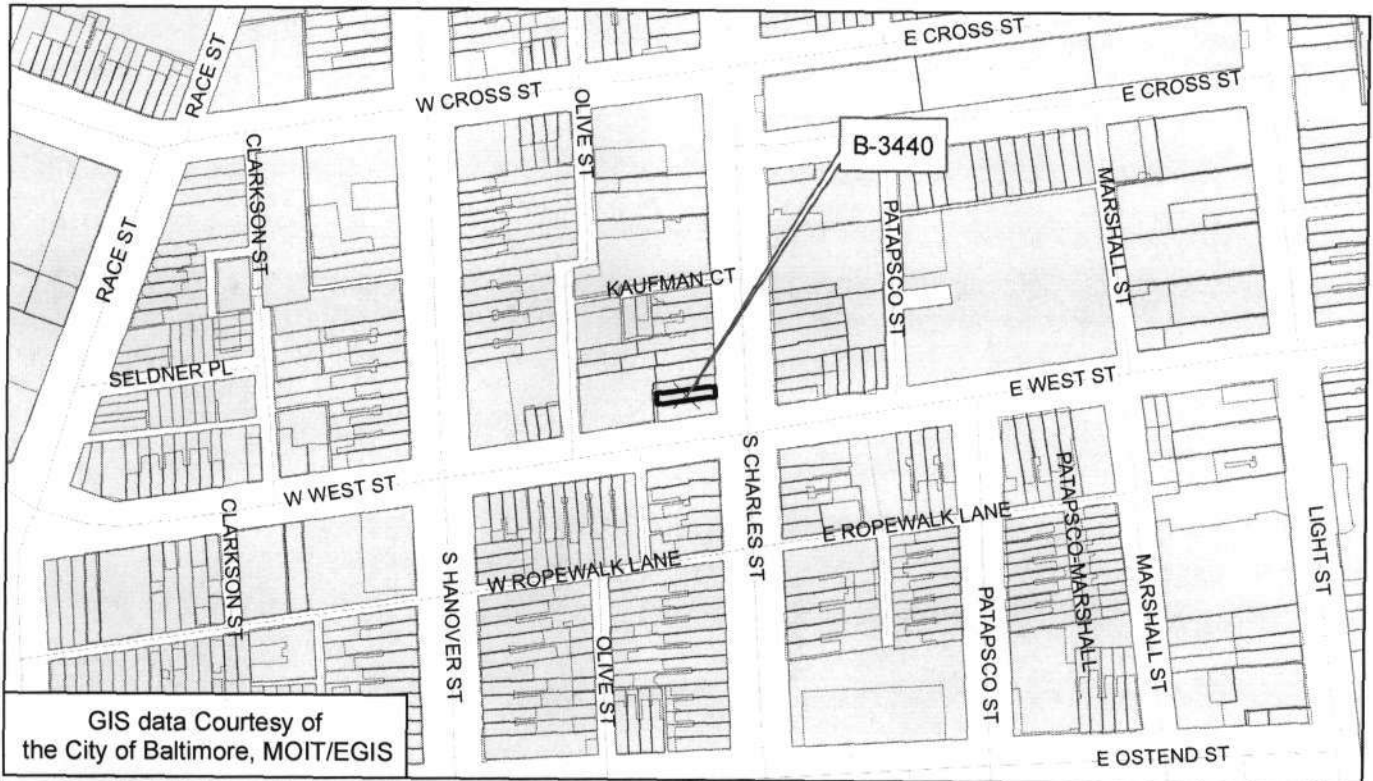 RACE ST
E CROSS ST
W CROSS ST
E CROSS ST
OLIVE ST
B-3440
CLARKSON ST
MARSHALL ST
PATAPSCO ST
RACE ST
KAUFMAN CT
SELDNER PL
E WEST ST
W WEST ST
S CHARLES ST
PATAPSCO-MARSHALL
CLARKSON ST
E ROPEWALK LANE
LIGHT ST
S HANOVER ST
W ROPEWALK LANE
MARSHALL ST
PATAPSCO ST
OLIVE ST
GIS data Courtesy of
the City of Baltimore, MOIT/EGIS
E OSTEND ST